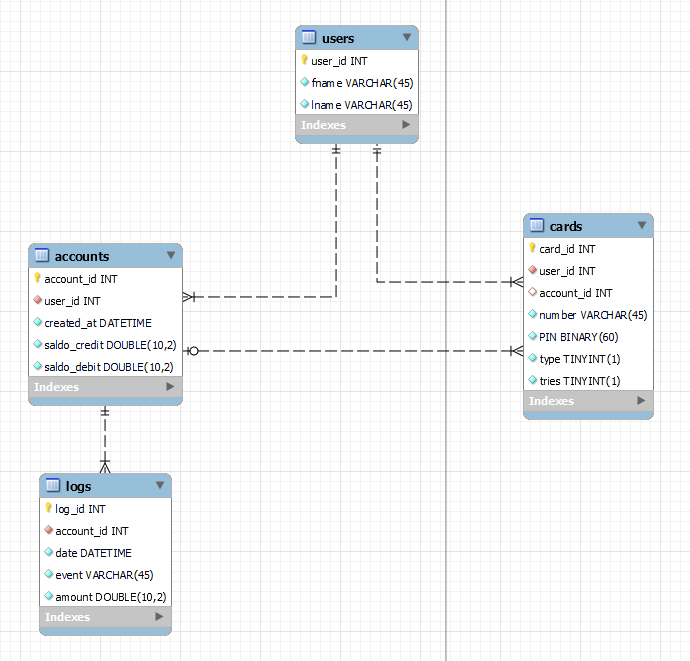 users
user_id INT
fname VARCHAR(45)
lname VARCHAR(45)
Indexes
accounts
account_id INT
user_id INT
created_at DATETIME
saldo_credit DOUBLE(10,2)
saldo_debit DOUBLE(10,2)
Indexes
cards
card_id INT
user_id INT
account_id INT
number VARCHAR(45)
PIN BINARY(60)
type TINYINT(1)
tries TINYINT(1)
Indexes
logs
log_id INT
account_id INT
date DATETIME
event VARCHAR(45)
amount DOUBLE(10,2)
Indexes